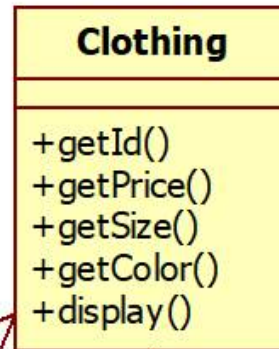 Clothing
+getId()
+getPrice()
+getSize()
+getColor()
+display()